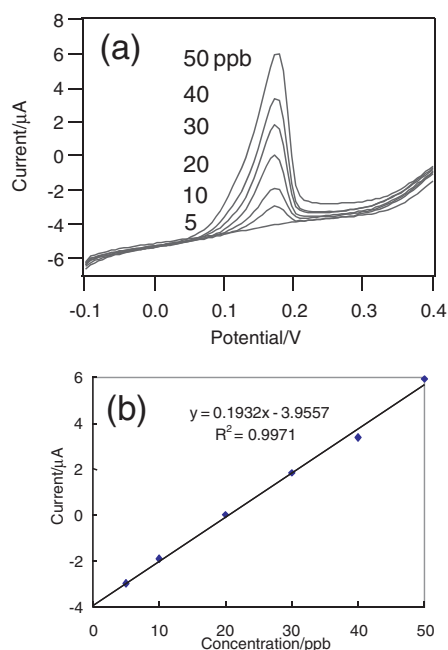 (a)
50 ppb
40
30
20
10
5
Current/μA
8
6
4
2
0
-2
-4
-6
-0.1 0.0 0.1 0.2 0.3 0.4
Potential/V
(b)
y = 0.1932x - 3.9557
R² = 0.9971
Current/μA
6
4
2
0
-2
-4
0 10 20 30 40 50
Concentration/ppb